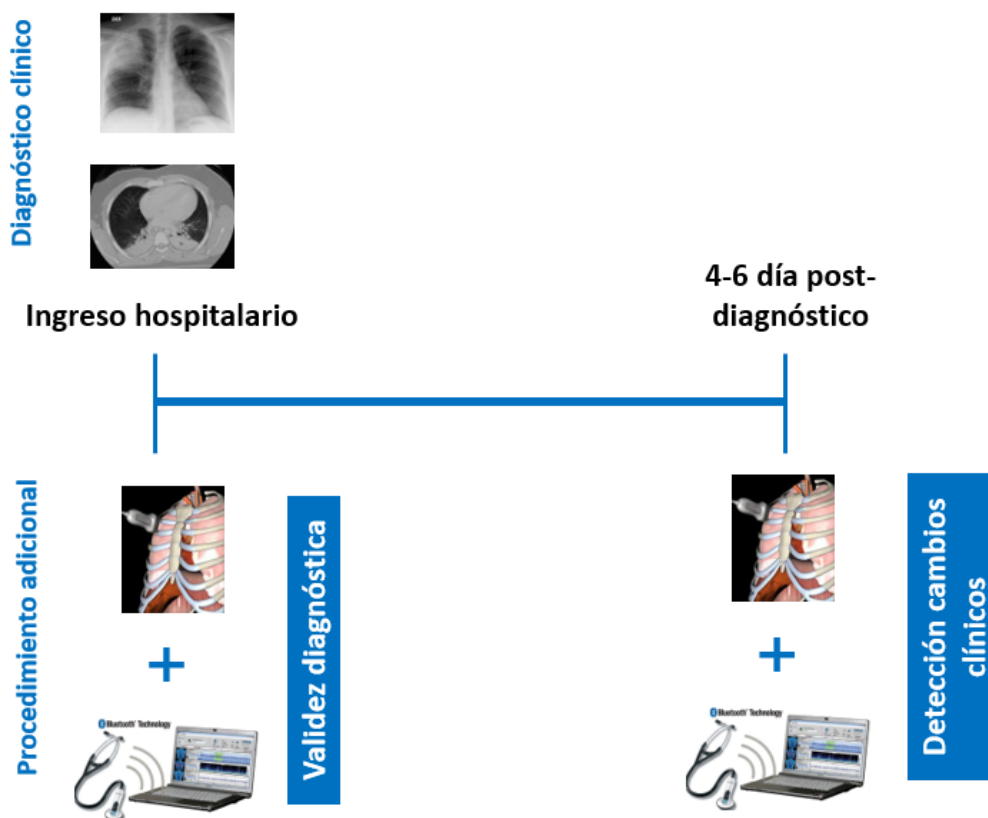 Diagnóstico clínico
Ingreso hospitalario
4-6 día post-
diagnóstico
Procedimiento adicional
Validez diagnóstica
Detección cambios
clínicos
Bluetooth Technology
Bluetooth Technology